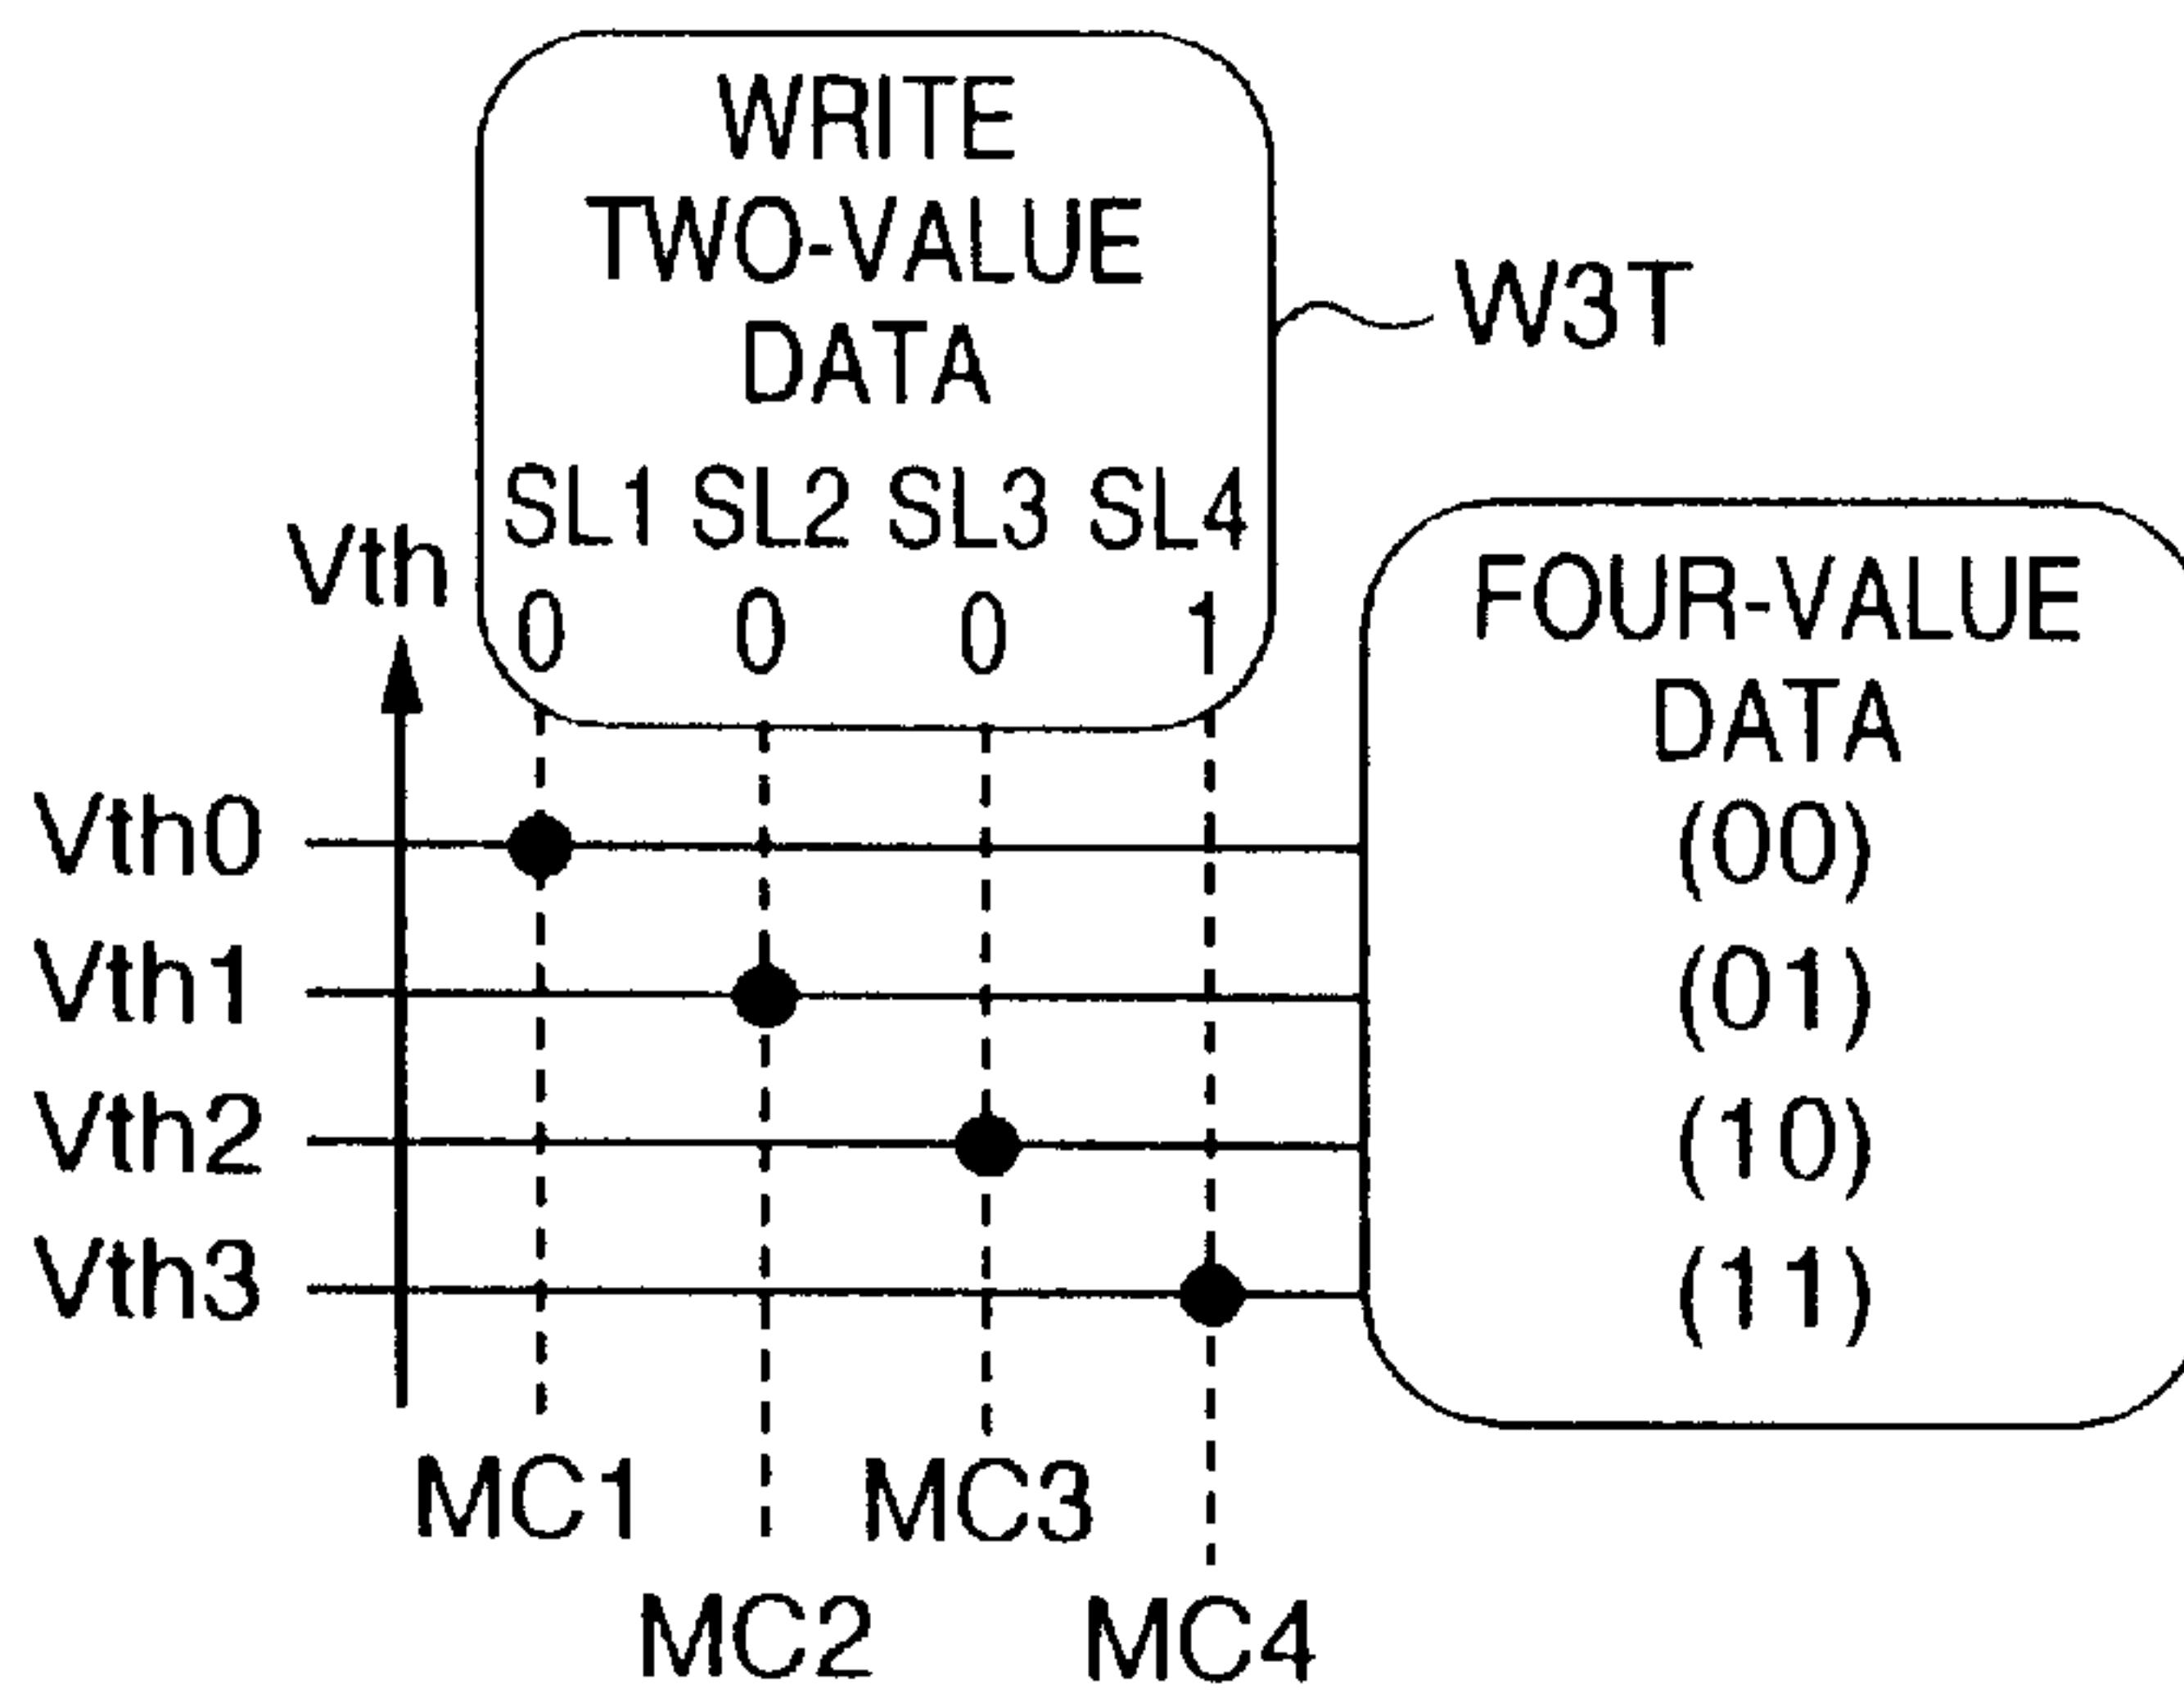 WRITE
TWO-VALUE
DATA
W3T
SL1 SL2 SL3 SL4
0 0 0 1
Vth
FOUR-VALUE
DATA
Vth0 (00)
Vth1 (01)
Vth2 (10)
Vth3 (11)
MC1 MC3
MC2 MC4